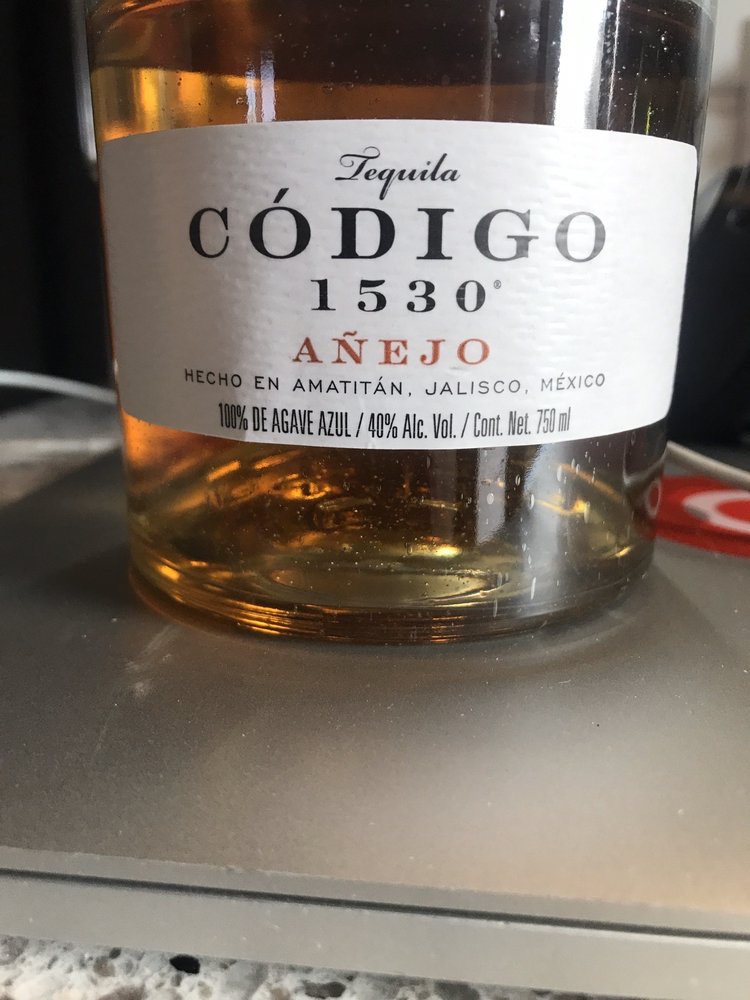 Tequila
CÓDIGO
1530®
AÑEJO
HECHO EN AMATITÁN, JALISCO, MÉXICO
100% DE AGAVE AZUL / 40% Alc. Vol. / Cont. Net. 750 ml